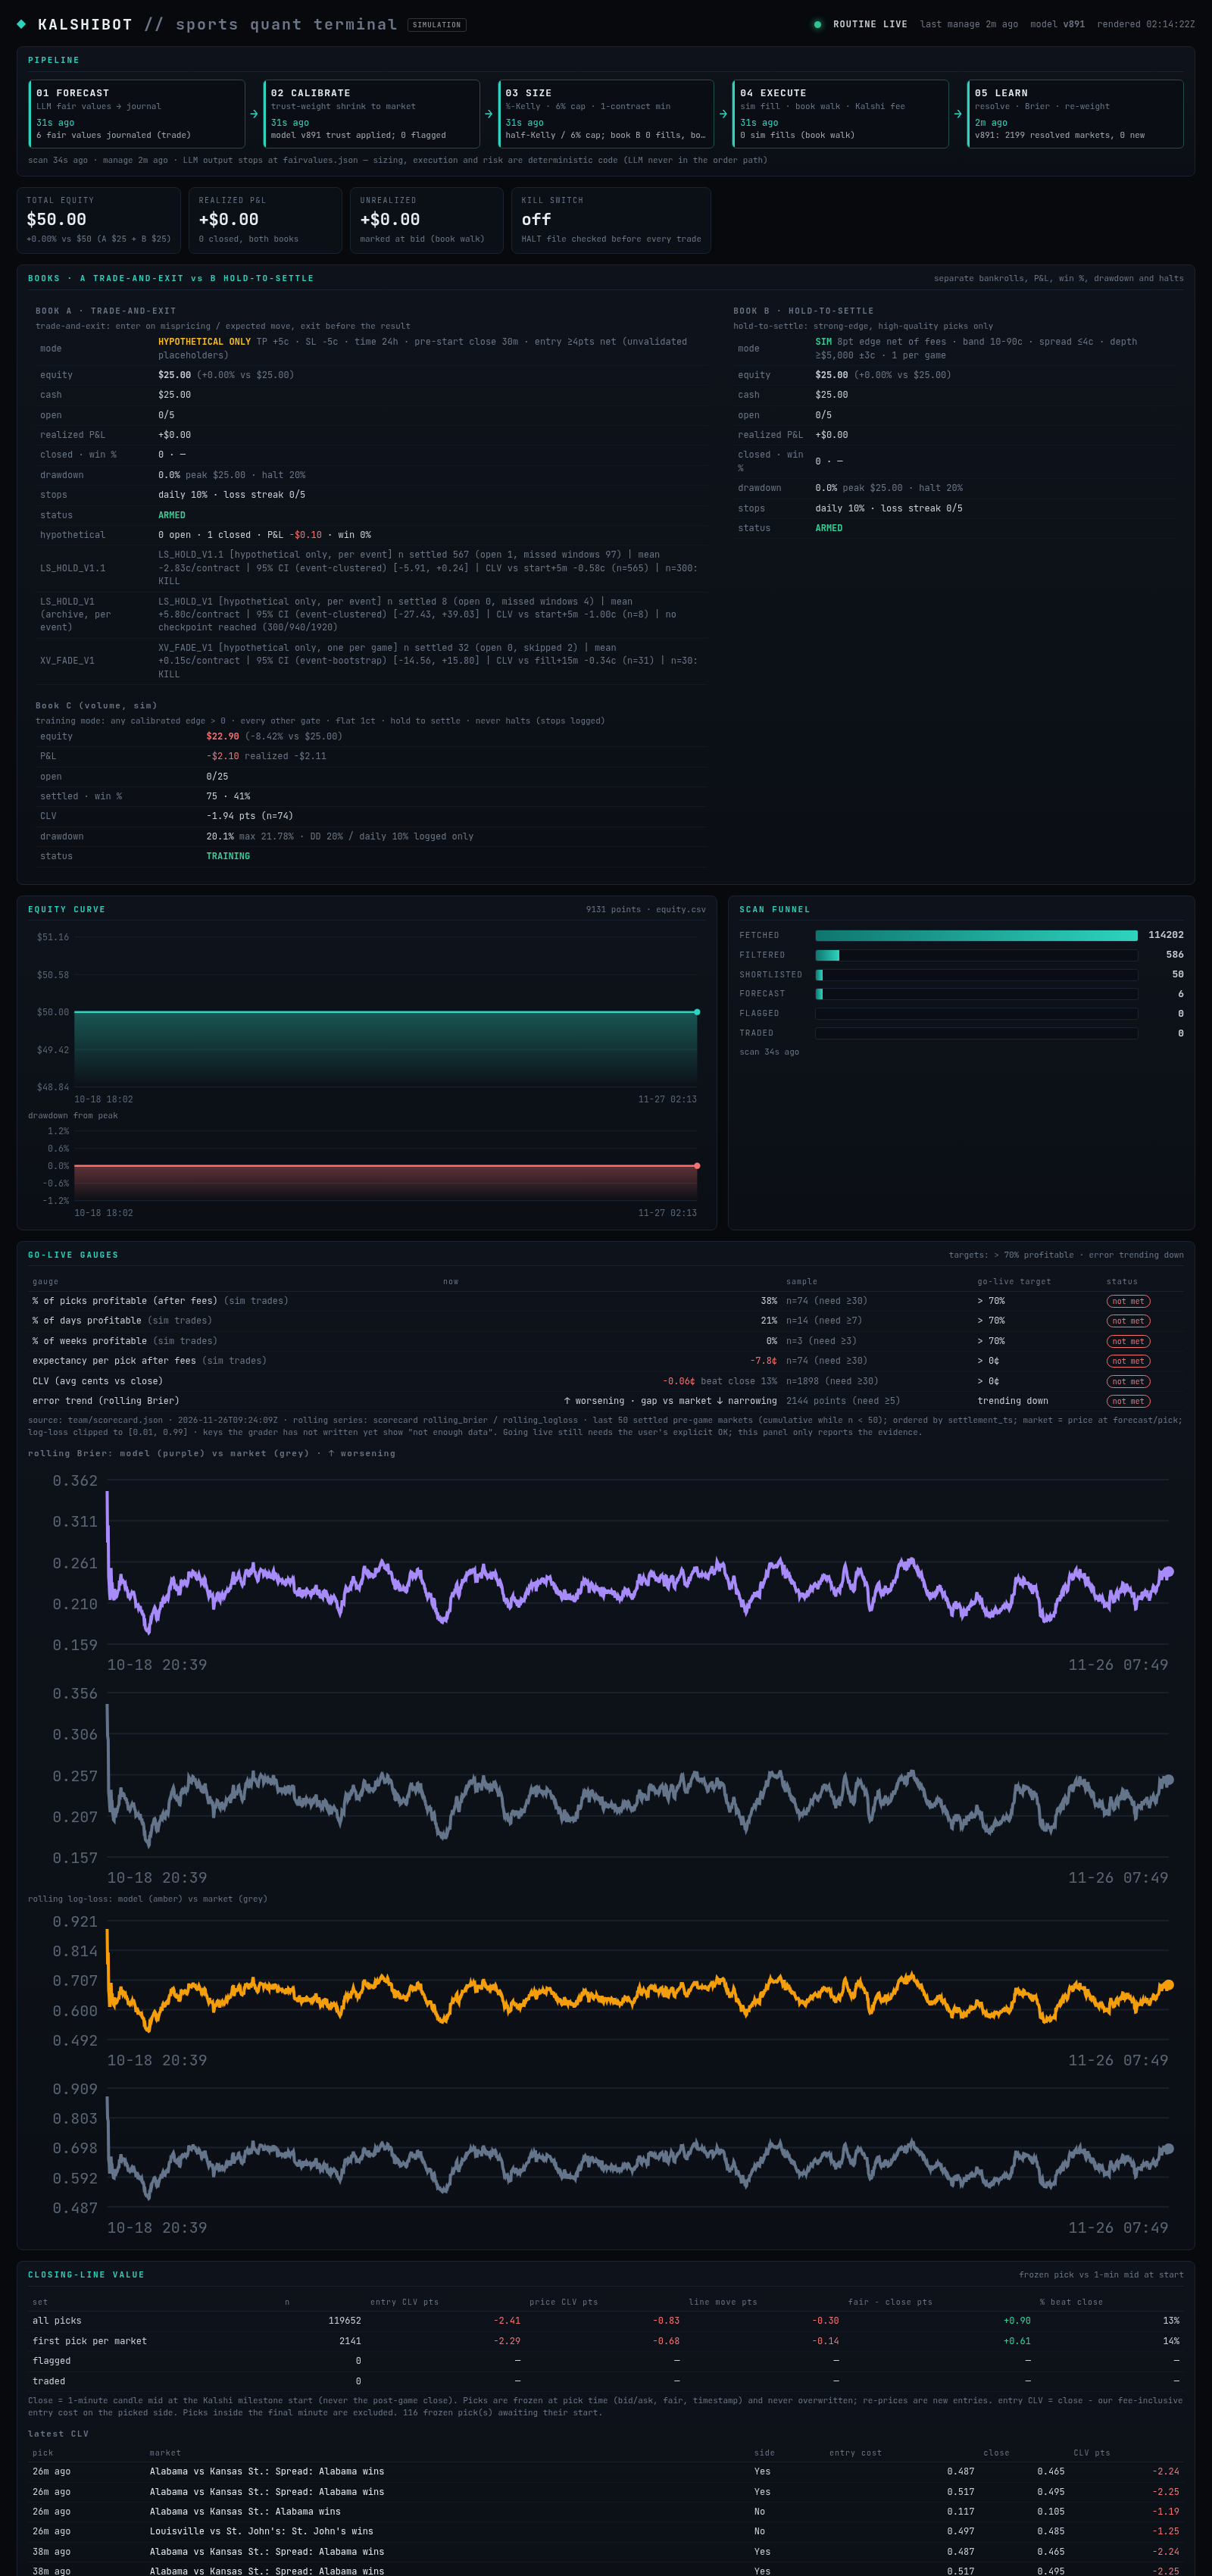 ◆ KALSHIBOT // sports quant terminal SIMULATION
ROUTINE LIVE last manage 2m ago model v891 rendered 02:14:22Z
PIPELINE
01 FORECAST
LLM fair values → journal
31s ago
6 fair values journaled (trade)
→
02 CALIBRATE
trust-weight shrink to market
31s ago
model v891 trust applied; 0 flagged
→
03 SIZE
½-Kelly · 6% cap · 1-contract min
31s ago
half-Kelly / 6% cap; book B 0 fills, bo…
→
04 EXECUTE
sim fill · book walk · Kalshi fee
31s ago
0 sim fills (book walk)
→
05 LEARN
resolve · Brier · re-weight
2m ago
v891: 2199 resolved markets, 0 new
scan 34s ago · manage 2m ago · LLM output stops at fairvalues.json — sizing, execution and risk are deterministic code (LLM never in the order path)
TOTAL EQUITY
$50.00
+0.00% vs $50 (A $25 + B $25)
REALIZED P&L
+$0.00
0 closed, both books
UNREALIZED
+$0.00
marked at bid (book walk)
KILL SWITCH
off
HALT file checked before every trade
BOOKS · A TRADE-AND-EXIT vs B HOLD-TO-SETTLE
separate bankrolls, P&L, win %, drawdown and halts
BOOK A · TRADE-AND-EXIT
trade-and-exit: enter on mispricing / expected move, exit before the result
mode HYPOTHETICAL ONLY TP +5c · SL -5c · time 24h · pre-start close 30m · entry ≥4pts net (unvalidated
placeholders)
equity $25.00 (+0.00% vs $25.00)
cash $25.00
open 0/5
realized P&L +$0.00
closed · win % 0 · —
drawdown 0.0% peak $25.00 · halt 20%
stops daily 10% · loss streak 0/5
status ARMED
hypothetical 0 open · 1 closed · P&L -$0.10 · win 0%
LS_HOLD_V1.1 LS_HOLD_V1.1 [hypothetical only, per event] n settled 567 (open 1, missed windows 97) | mean
-2.83c/contract | 95% CI (event-clustered) [-5.91, +0.24] | CLV vs start+5m -0.58c (n=565) | n=300:
KILL
LS_HOLD_V1
(archive, per
event)
LS_HOLD_V1 [hypothetical only, per event] n settled 8 (open 0, missed windows 4) | mean
+5.80c/contract | 95% CI (event-clustered) [-27.43, +39.03] | CLV vs start+5m -1.00c (n=8) | no
checkpoint reached (300/940/1920)
XV_FADE_V1 XV_FADE_V1 [hypothetical only, one per game] n settled 32 (open 0, skipped 2) | mean
+0.15c/contract | 95% CI (event-bootstrap) [-14.56, +15.80] | CLV vs fill+15m -0.34c (n=31) | n=30:
KILL
BOOK B · HOLD-TO-SETTLE
hold-to-settle: strong-edge, high-quality picks only
mode SIM 8pt edge net of fees · band 10-90c · spread ≤4c · depth
≥$5,000 ±3c · 1 per game
equity $25.00 (+0.00% vs $25.00)
cash $25.00
open 0/5
realized P&L +$0.00
closed · win
%
0 · —
drawdown 0.0% peak $25.00 · halt 20%
stops daily 10% · loss streak 0/5
status ARMED
Book C (volume, sim)
training mode: any calibrated edge > 0 · every other gate · flat 1ct · hold to settle · never halts (stops logged)
equity $22.90 (-8.42% vs $25.00)
P&L -$2.10 realized -$2.11
open 0/25
settled · win % 75 · 41%
CLV -1.94 pts (n=74)
drawdown 20.1% max 21.78% · DD 20% / daily 10% logged only
status TRAINING
EQUITY CURVE
9131 points · equity.csv
$51.16
$50.58
$50.00
$49.42
$48.84
10-18 18:02 11-27 02:13
drawdown from peak
1.2%
0.6%
0.0%
-0.6%
-1.2%
10-18 18:02 11-27 02:13
SCAN FUNNEL
FETCHED 114202
FILTERED 586
SHORTLISTED 50
FORECAST 6
FLAGGED 0
TRADED 0
scan 34s ago
GO-LIVE GAUGES
targets: > 70% profitable · error trending down
gauge now sample go-live target status
% of picks profitable (after fees) (sim trades) 38% n=74 (need ≥30) > 70% not met
% of days profitable (sim trades) 21% n=14 (need ≥7) > 70% not met
% of weeks profitable (sim trades) 0% n=3 (need ≥3) > 70% not met
expectancy per pick after fees (sim trades) -7.8¢ n=74 (need ≥30) > 0¢ not met
CLV (avg cents vs close) -0.06¢ beat close 13% n=1898 (need ≥30) > 0¢ not met
error trend (rolling Brier) ↑ worsening · gap vs market ↓ narrowing 2144 points (need ≥5) trending down not met
source: team/scorecard.json · 2026-11-26T09:24:09Z · rolling series: scorecard rolling_brier / rolling_logloss · last 50 settled pre-game markets (cumulative while n < 50); ordered by settlement_ts; market = price at forecast/pick;
log-loss clipped to [0.01, 0.99] · keys the grader has not written yet show "not enough data". Going live still needs the user's explicit OK; this panel only reports the evidence.
rolling Brier: model (purple) vs market (grey) · ↑ worsening
0.362
0.311
0.261
0.210
0.159
10-18 20:39 11-26 07:49
0.356
0.306
0.257
0.207
0.157
10-18 20:39 11-26 07:49
rolling log-loss: model (amber) vs market (grey)
0.921
0.814
0.707
0.600
0.492
10-18 20:39 11-26 07:49
0.909
0.803
0.698
0.592
0.487
10-18 20:39 11-26 07:49
CLOSING-LINE VALUE
frozen pick vs 1-min mid at start
set n entry CLV pts price CLV pts line move pts fair - close pts % beat close
all picks 119652 -2.41 -0.83 -0.30 +0.90 13%
first pick per market 2141 -2.29 -0.68 -0.14 +0.61 14%
flagged 0 — — — — —
traded 0 — — — — —
Close = 1-minute candle mid at the Kalshi milestone start (never the post-game close). Picks are frozen at pick time (bid/ask, fair, timestamp) and never overwritten; re-prices are new entries. entry CLV = close - our fee-inclusive
entry cost on the picked side. Picks inside the final minute are excluded. 116 frozen pick(s) awaiting their start.
latest CLV
pick market side entry cost close CLV pts
26m ago Alabama vs Kansas St.: Spread: Alabama wins Yes 0.487 0.465 -2.24
26m ago Alabama vs Kansas St.: Spread: Alabama wins Yes 0.517 0.495 -2.25
26m ago Alabama vs Kansas St.: Alabama wins No 0.117 0.105 -1.19
26m ago Louisville vs St. John's: St. John's wins No 0.497 0.485 -1.25
38m ago Alabama vs Kansas St.: Spread: Alabama wins Yes 0.487 0.465 -2.24
38m ago Alabama vs Kansas St.: Spread: Alabama wins Yes 0.517 0.495 -2.25